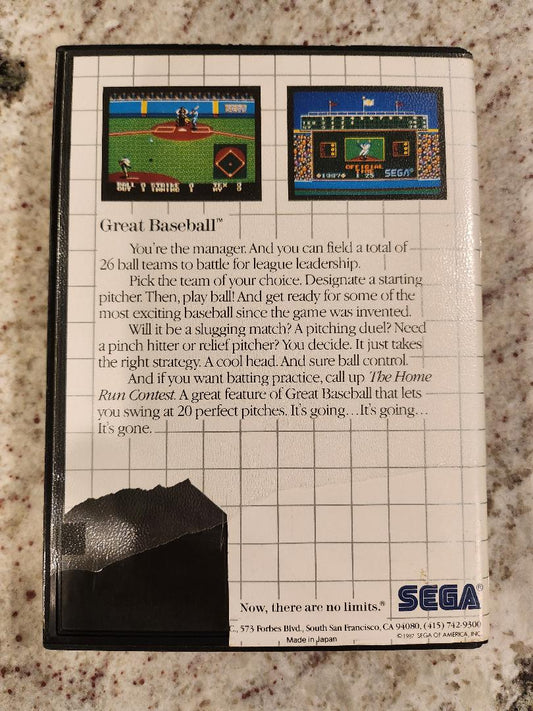 OFFICIAL
SEGA®
Great Baseball™
You're the manager. And you can field a total of
26 ball teams to battle for league leadership.
Pick the team of your choice. Designate a starting
pitcher. Then, play ball! And get ready for some of the
most exciting baseball since the game was invented.
Will it be a slugging match? A pitching duel? Need
a pinch hitter or relief pitcher? You decide. It just takes
the right strategy. A cool head. And sure ball control.
And if you want batting practice, call up The Home
Run Contest. A great feature of Great Baseball that lets
you swing at 20 perfect pitches. It's going...It's going...
It's gone.
Now, there are no limits.®
SEGA®
C., 573 Forbes Blvd., South San Francisco, CA 94080, (415) 742-9300
Made in Japan
©1987 SEGA OF AMERICA, INC.